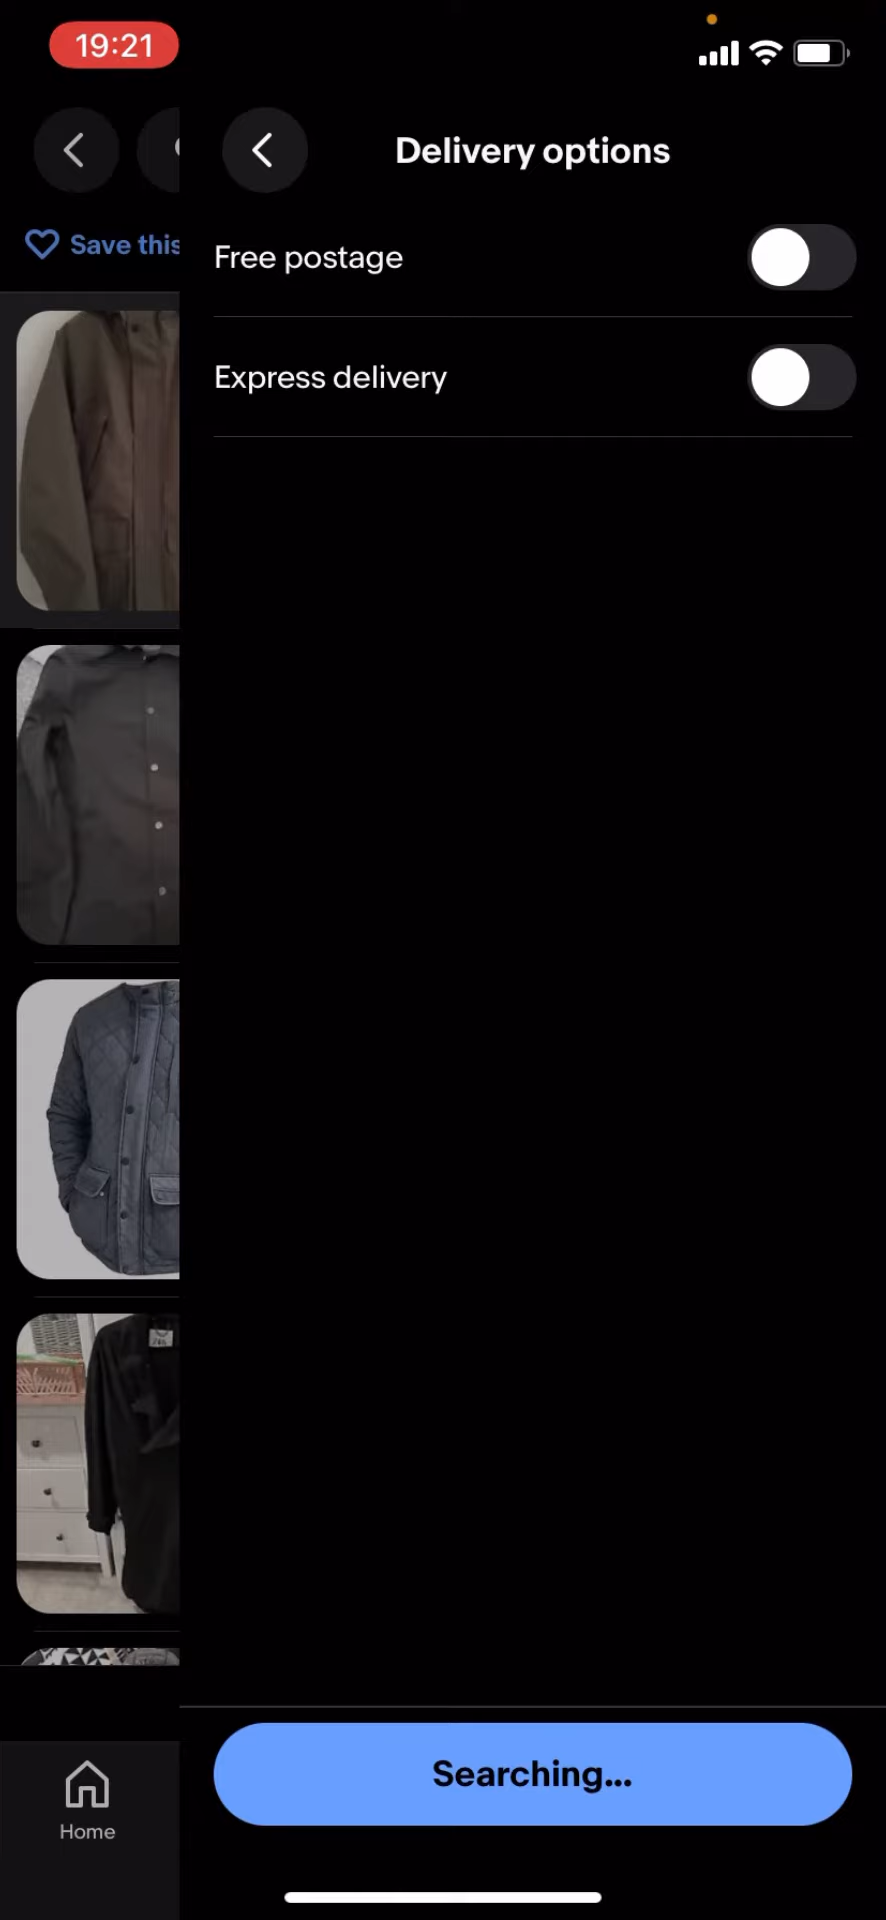 19:21
Delivery options
Save this
Free postage
Express delivery
Searching...
Home